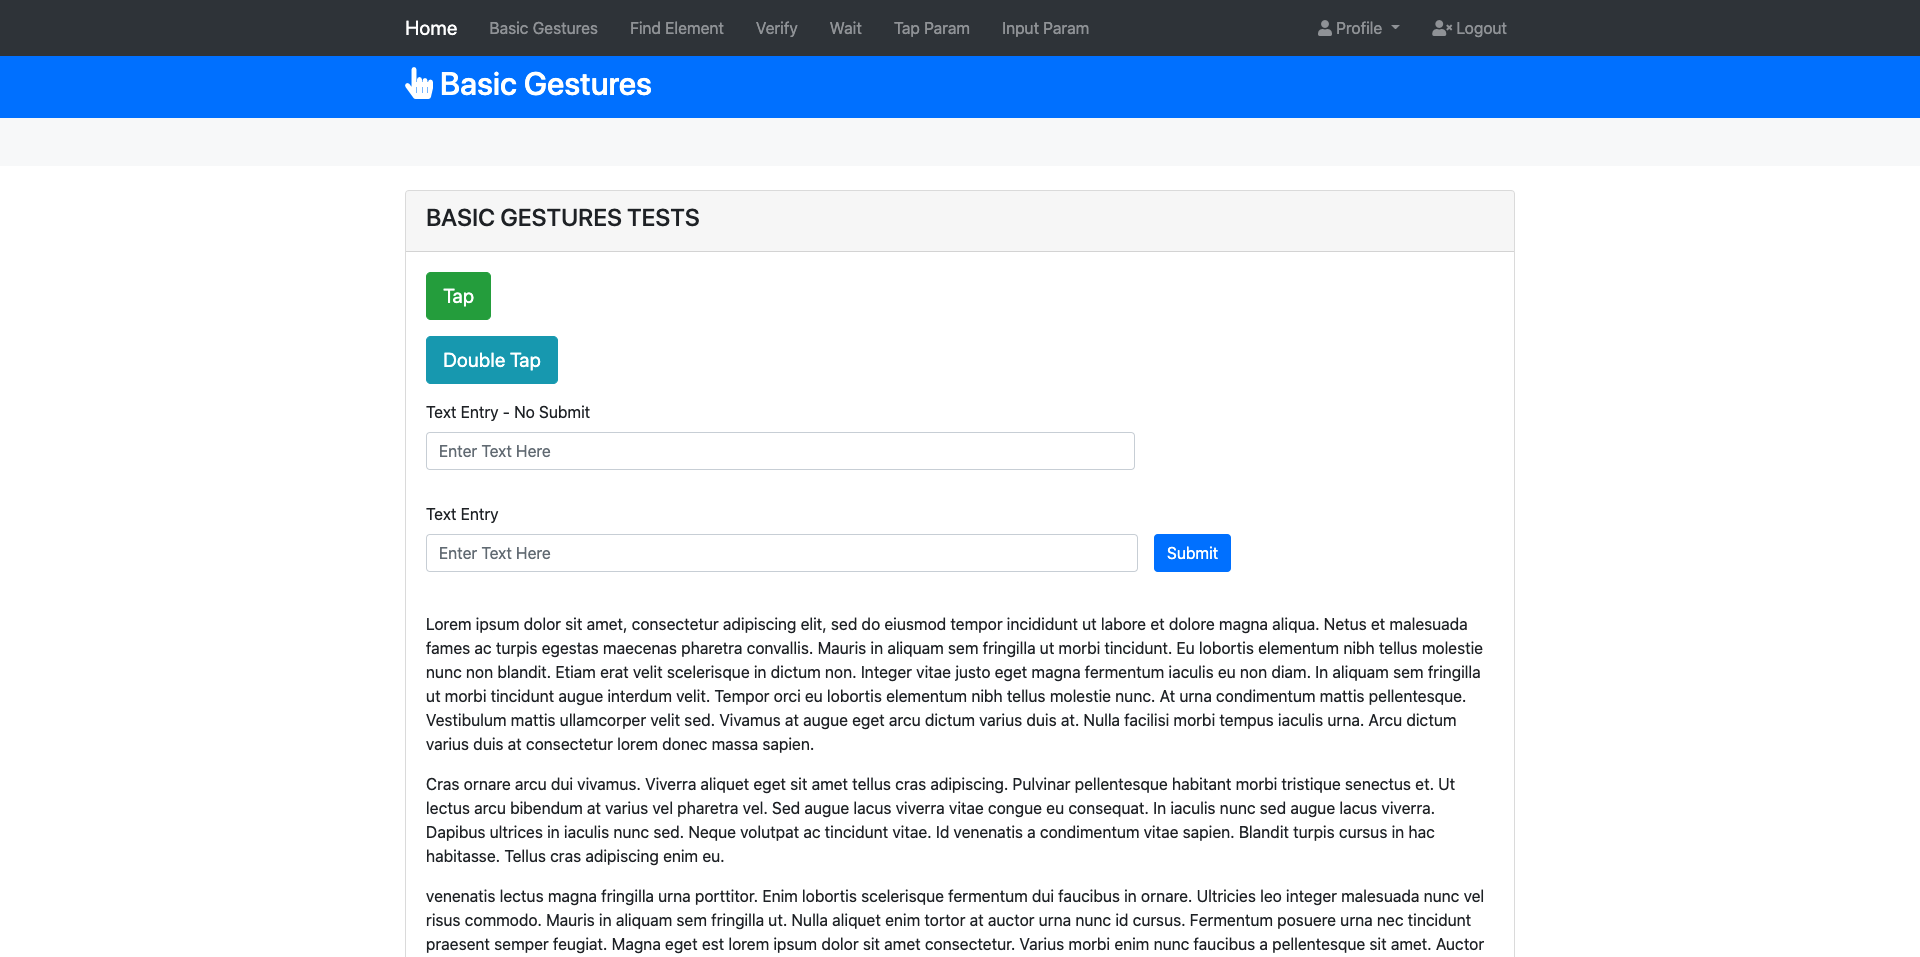 Home Basic Gestures Find Element Verify Wait Tap Param Input Param Profile Logout
Basic Gestures
BASIC GESTURES TESTS
Tap
Double Tap
Text Entry - No Submit
Enter Text Here
Text Entry
Enter Text Here Submit
Lorem ipsum dolor sit amet, consectetur adipiscing elit, sed do eiusmod tempor incididunt ut labore et dolore magna aliqua. Netus et malesuada
fames ac turpis egestas maecenas pharetra convallis. Mauris in aliquam sem fringilla ut morbi tincidunt. Eu lobortis elementum nibh tellus molestie
nunc non blandit. Etiam erat velit scelerisque in dictum non. Integer vitae justo eget magna fermentum iaculis eu non diam. In aliquam sem fringilla
ut morbi tincidunt augue interdum velit. Tempor orci eu lobortis elementum nibh tellus molestie nunc. At urna condimentum mattis pellentesque.
Vestibulum mattis ullamcorper velit sed. Vivamus at augue eget arcu dictum varius duis at. Nulla facilisi morbi tempus iaculis urna. Arcu dictum
varius duis at consectetur lorem donec massa sapien.
Cras ornare arcu dui vivamus. Viverra aliquet eget sit amet tellus cras adipiscing. Pulvinar pellentesque habitant morbi tristique senectus et. Ut
lectus arcu bibendum at varius vel pharetra vel. Sed augue lacus viverra vitae congue eu consequat. In iaculis nunc sed augue lacus viverra.
Dapibus ultrices in iaculis nunc sed. Neque volutpat ac tincidunt vitae. Id venenatis a condimentum vitae sapien. Blandit turpis cursus in hac
habitasse. Tellus cras adipiscing enim eu.
venenatis lectus magna fringilla urna porttitor. Enim lobortis scelerisque fermentum dui faucibus in ornare. Ultricies leo integer malesuada nunc vel
risus commodo. Mauris in aliquam sem fringilla ut. Nulla aliquet enim tortor at auctor urna nunc id cursus. Fermentum posuere urna nec tincidunt
praesent semper feugiat. Magna eget est lorem ipsum dolor sit amet consectetur. Varius morbi enim nunc faucibus a pellentesque sit amet. Auctor